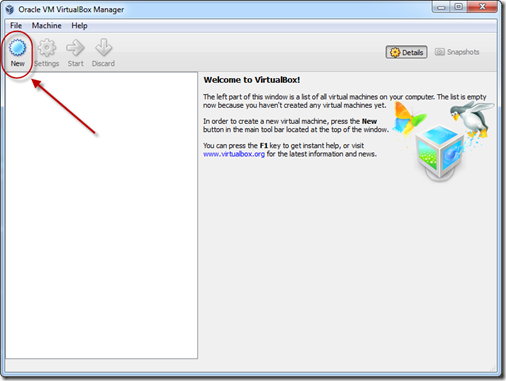 Oracle VM VirtualBox Manager
File Machine Help
New Settings Start Discard
Details Snapshots
Welcome to VirtualBox!
The left part of this window is a list of all virtual machines on your computer. The list is empty
now because you haven't created any virtual machines yet.
In order to create a new virtual machine, press the New
button in the main tool bar located at the top of the window.
You can press the F1 key to get instant help, or visit
www.virtualbox.org for the latest information and news.